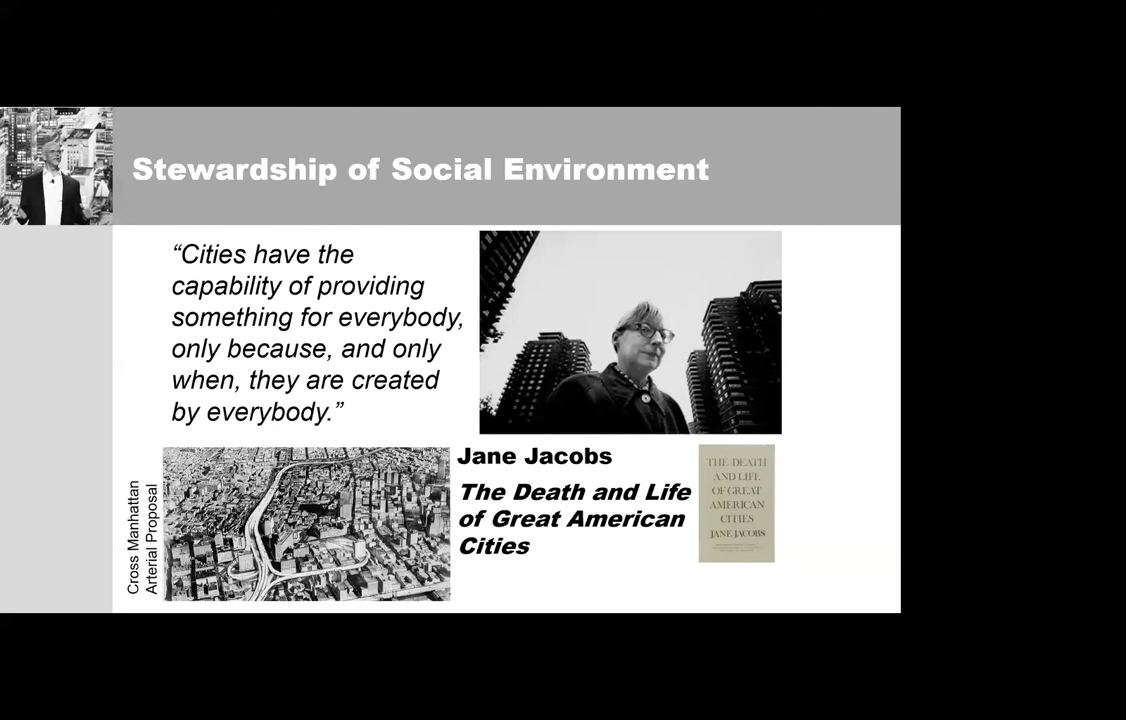 Stewardship of Social Environment
“Cities have the
capability of providing
something for everybody,
only because, and only
when, they are created
by everybody.”
Cross Manhattan
Arterial Proposal
Jane Jacobs
The Death and Life
of Great American
Cities
THE DEATH
AND LIFE
OF GREAT
AMERICAN
CITIES
JANE JACOBS